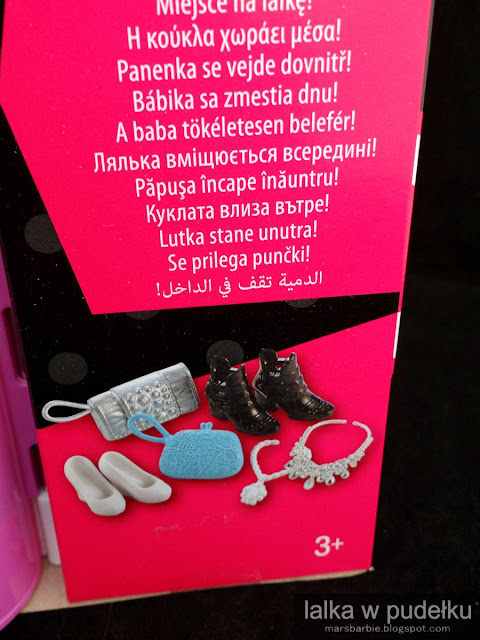 Miejsce na lalkę!
Η κούκλα χωράει μέσα!
Panenka se vejde dovnitř!
Bábika sa zmestia dnu!
A baba tökéletesen belefér!
Лялька вміщюється всередині!
Păpuşa încape înăuntru!
Куклата влиза вътре!
Lutka stane unutra!
Se prilega punčki!
الدمية تقف في الداخل!
3+
lalka w pudełku
marsbarbie.blogspot.com